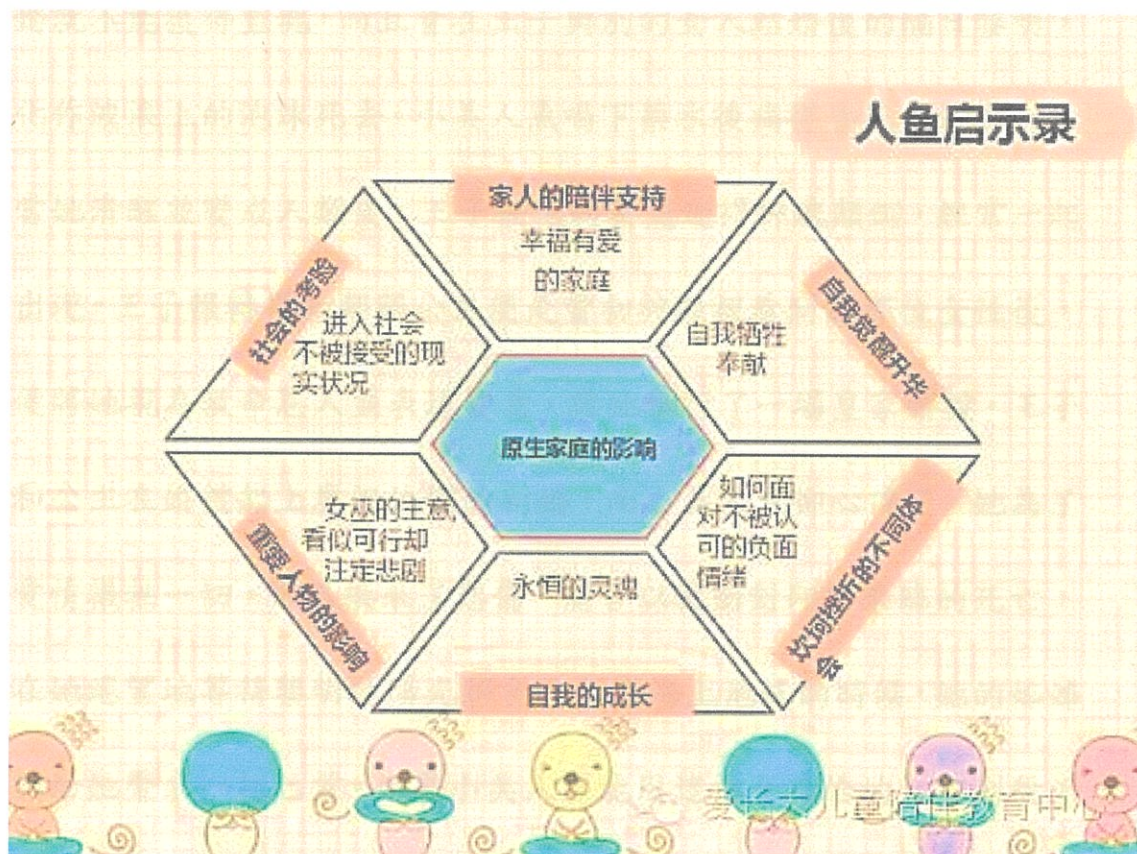 人鱼启示录
家人的陪伴支持
幸福有爱
的家庭
社会的考验
进入社会
不被接受的现
实状况
自我觉醒升华
自我牺牲
奉献
原生家庭的影响
重要人物的影响
女巫的主意,
看似可行却
注定悲剧
如何面
对不被认
可的负面
情绪
坎坷挫折的不同体
会
永恒的灵魂
自我的成长
爱长大儿童陪伴教育中心